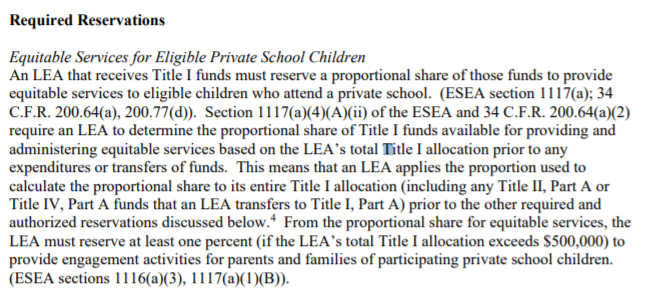 Required Reservations
Equitable Services for Eligible Private School Children
An LEA that receives Title I funds must reserve a proportional share of those funds to provide
equitable services to eligible children who attend a private school.  (ESEA section 1117(a); 34
C.F.R. 200.64(a), 200.77(d)).  Section 1117(a)(4)(A)(ii) of the ESEA and 34 C.F.R. 200.64(a)(2)
require an LEA to determine the proportional share of Title I funds available for providing and
administering equitable services based on the LEA's total Title I allocation prior to any
expenditures or transfers of funds.  This means that an LEA applies the proportion used to
calculate the proportional share to its entire Title I allocation (including any Title II, Part A or
Title IV, Part A funds that an LEA transfers to Title I, Part A) prior to the other required and
authorized reservations discussed below.⁴  From the proportional share for equitable services, the
LEA must reserve at least one percent (if the LEA's total Title I allocation exceeds $500,000) to
provide engagement activities for parents and families of participating private school children.
(ESEA sections 1116(a)(3), 1117(a)(1)(B)).